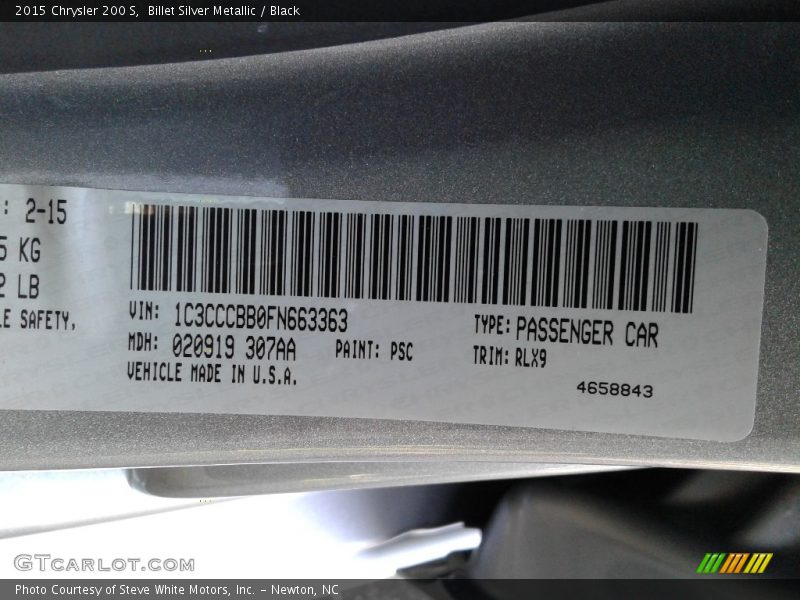 2015 Chrysler 200 S, Billet Silver Metallic / Black
: 2-15
5 KG
2 LB
LE SAFETY,
VIN: 1C3CCCBB0FN663363
TYPE: PASSENGER CAR
MDH: 020919 307AA
PAINT: PSC
TRIM: RLX9
VEHICLE MADE IN U.S.A.
4658843
GTCARLOT.COM
Photo Courtesy of Steve White Motors, Inc. – Newton, NC